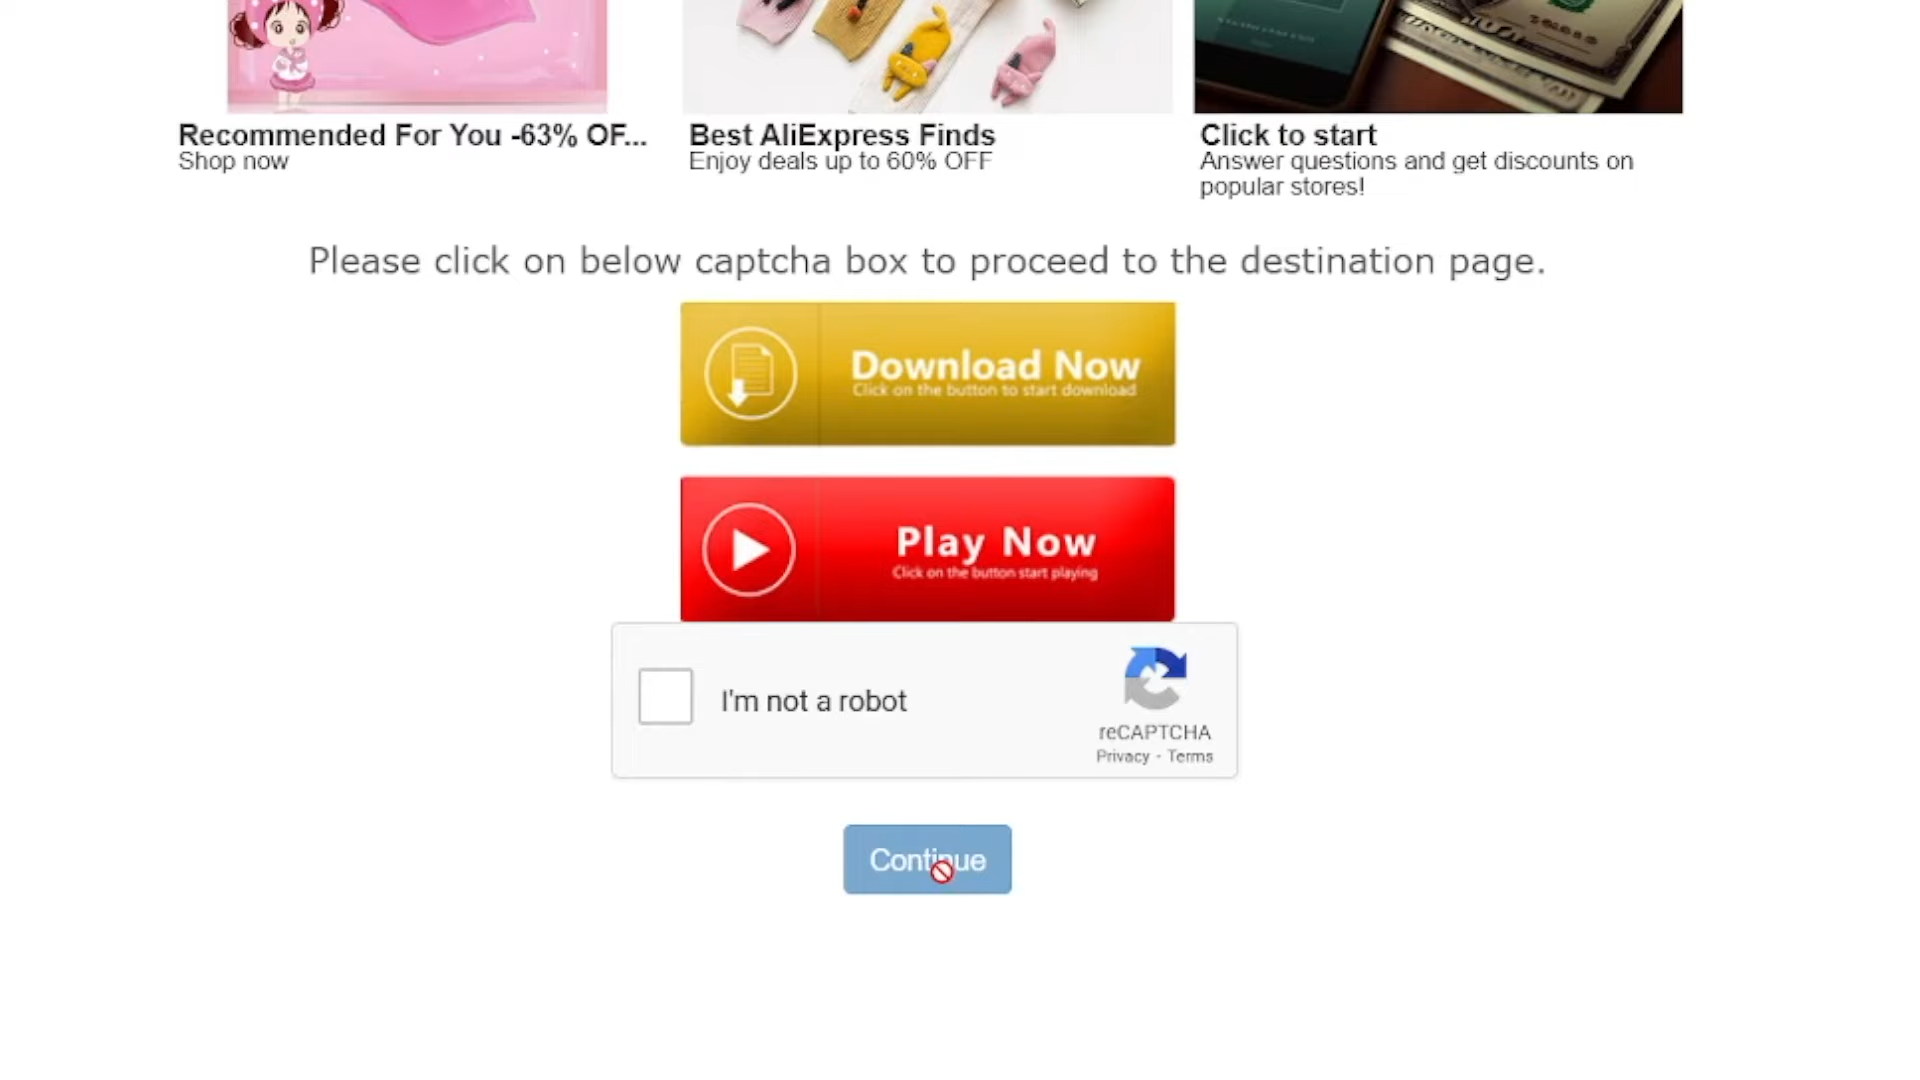 Recommended For You -63% OF...
Shop now
Best AliExpress Finds
Enjoy deals up to 60% OFF
Click to start
Answer questions and get discounts on
popular stores!
Please click on below captcha box to proceed to the destination page.
Download Now
Click on the button to start download
Play Now
Click on the button start playing
I'm not a robot
reCAPTCHA
Privacy - Terms
Continue